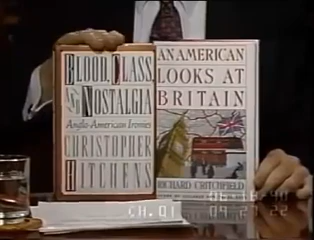 BLOOD, CLASS,
AND NOSTALGIA
Anglo-American Ironies
CHRISTOPHER
HITCHENS
AN AMERICAN
LOOKS AT
BRITAIN
RICHARD CRITCHFIELD
CH. 01